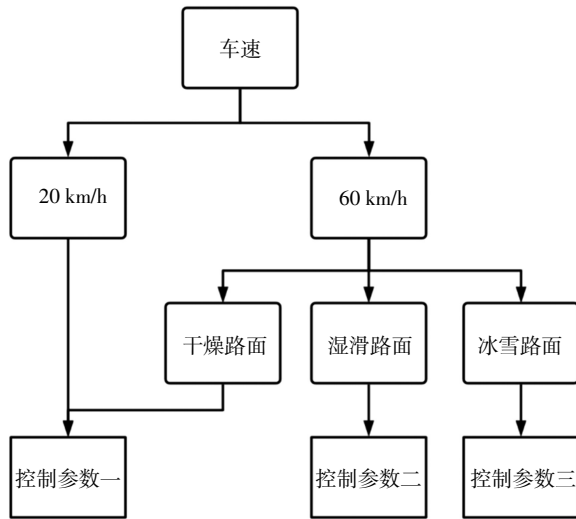 车速
20 km/h
60 km/h
干燥路面
湿滑路面
冰雪路面
控制参数一
控制参数二
控制参数三